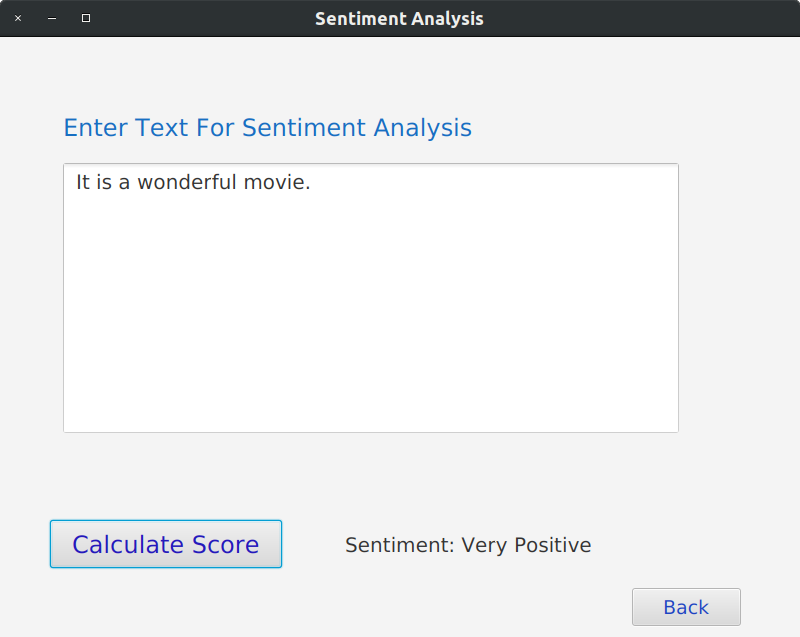 Sentiment Analysis
Enter Text For Sentiment Analysis
It is a wonderful movie.
Calculate Score
Sentiment: Very Positive
Back